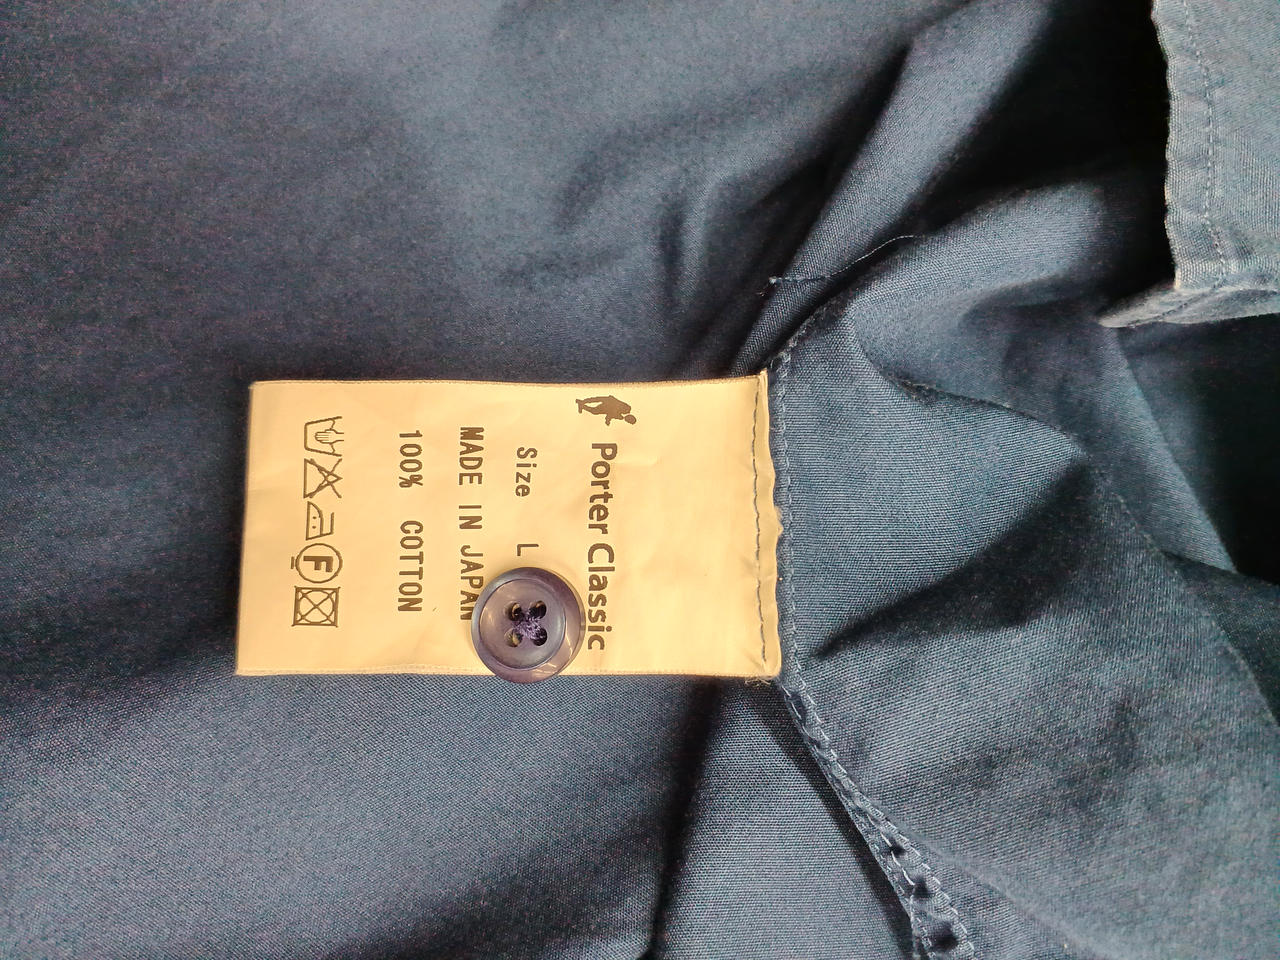 Porter Classic
Size L
MADE IN JAPAN
100% COTTON
F